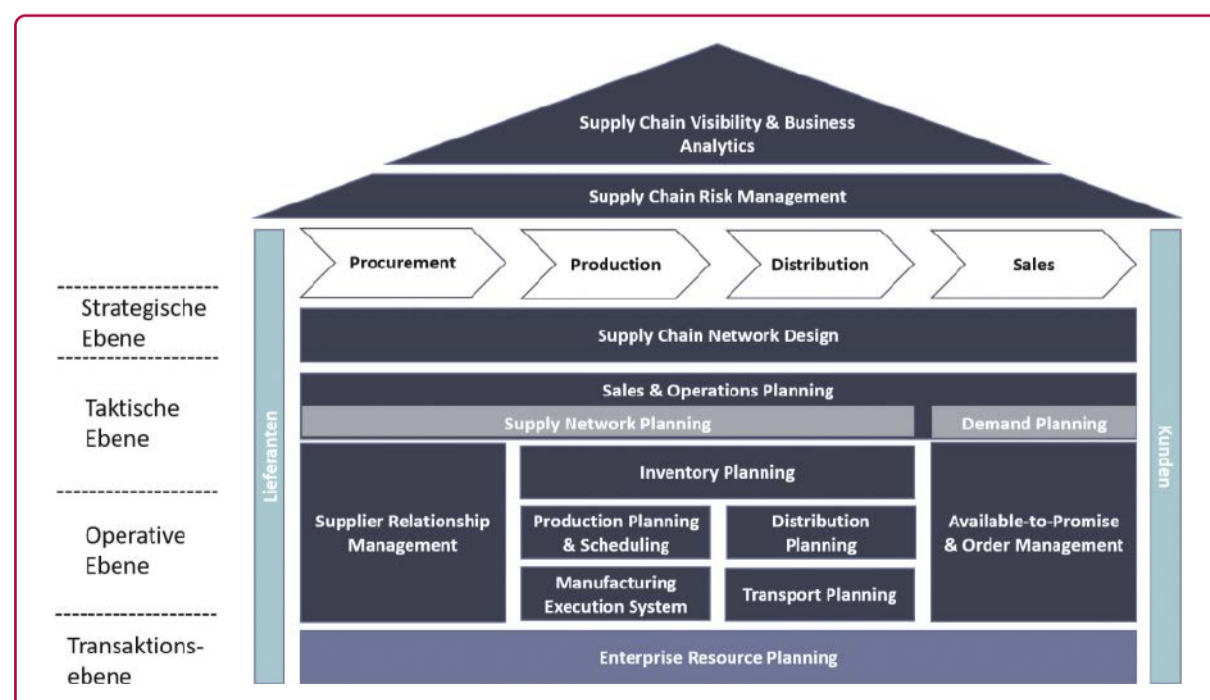 Supply Chain Visibility & Business
Analytics
Supply Chain Risk Management
Procurement
Production
Distribution
Sales
Strategische
Ebene
Supply Chain Network Design
Taktische
Ebene
Sales & Operations Planning
Supply Network Planning
Demand Planning
Lieferanten
Kunden
Inventory Planning
Operative
Ebene
Supplier Relationship
Management
Production Planning
& Scheduling
Distribution
Planning
Available-to-Promise
& Order Management
Manufacturing
Execution System
Transport Planning
Transaktions-
ebene
Enterprise Resource Planning